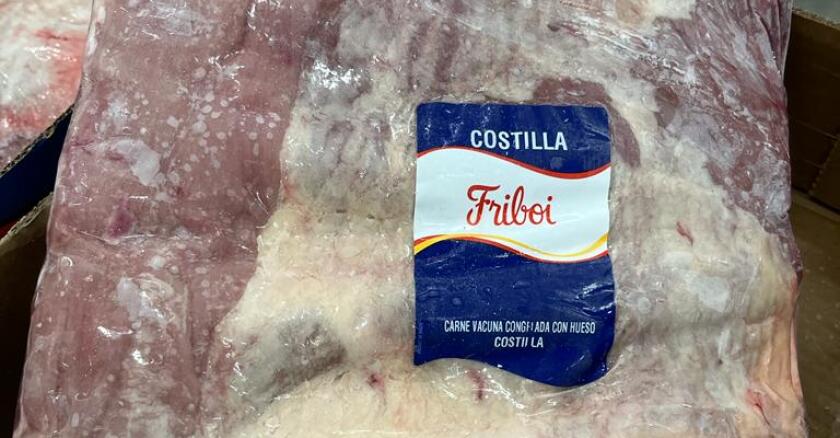 COSTILLA
Friboi
CARNE VACUNA CONGELADA CON HUESO
COSTILLA